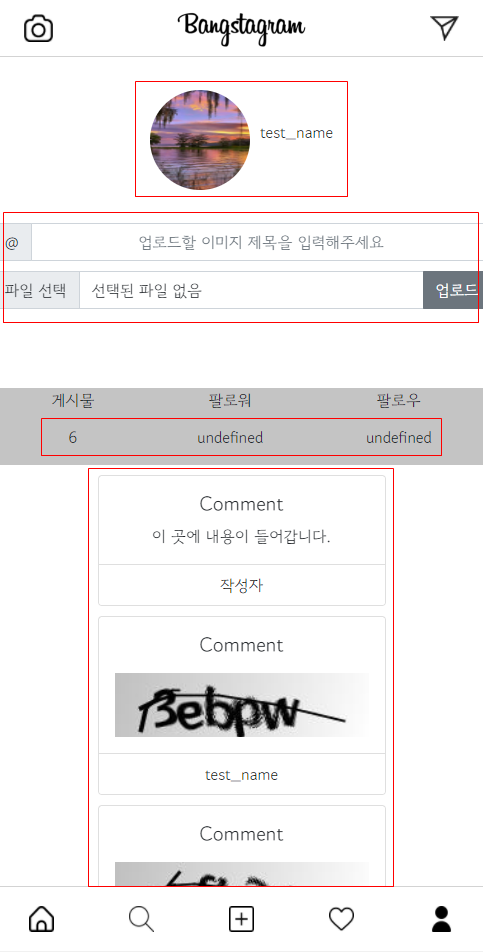 Bangstagram
test_name
@ 업로드할 이미지 제목을 입력해주세요
파일 선택 선택된 파일 없음 업로드
게시물 팔로워 팔로우
6 undefined undefined
Comment
이 곳에 내용이 들어갑니다.
작성자
Comment
Bebpw
test_name
Comment